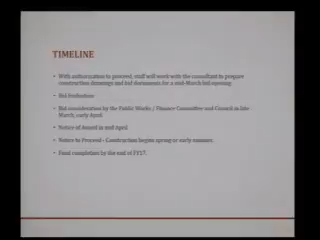 TIMELINE
• With authorization to proceed, staff will work with the consultant to prepare
construction drawings and bid documents for a mid-March bid opening.
• Bid Evaluation
• Bid consideration by the Public Works / Finance Committee and Council in late
March, early April
• Notice of Award in mid April
• Notice to Proceed - Construction begins spring or early summer.
• Final completion by the end of FY17.